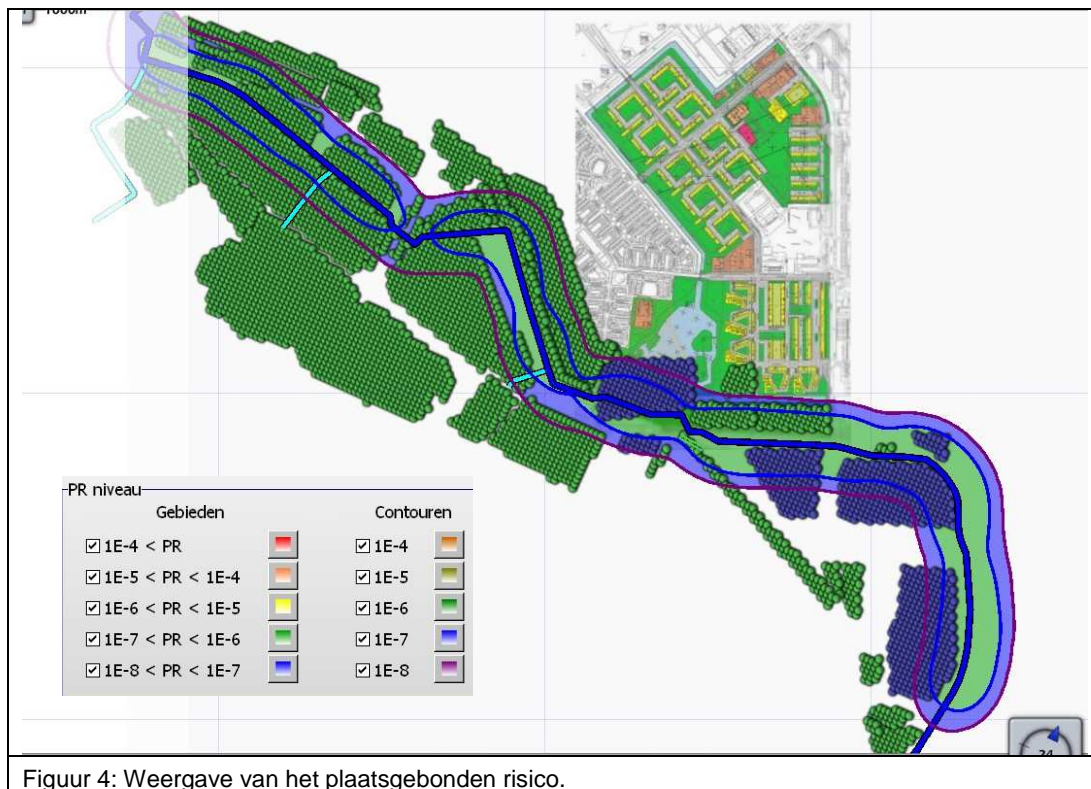 PR niveau
Gebieden Contouren
1E-4 < PR 1E-4
1E-5 < PR < 1E-4 1E-5
1E-6 < PR < 1E-5 1E-6
1E-7 < PR < 1E-6 1E-7
1E-8 < PR < 1E-7 1E-8
Figuur 4: Weergave van het plaatsgebonden risico.